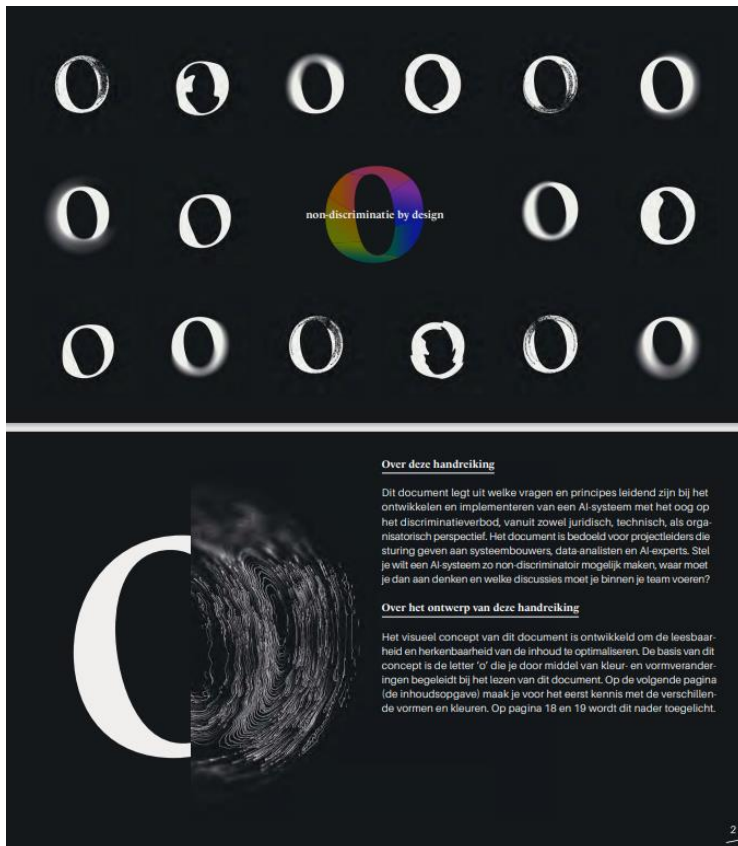 non-discriminatie by design
Over deze handreiking
Dit document legt uit welke vragen en principes leidend zijn bij het
ontwikkelen en implementeren van een AI-systeem met het oog op
het discriminatieverbod, vanuit zowel juridisch, technisch, als orga-
nisatorisch perspectief. Het document is bedoeld voor projectleiders die
sturing geven aan systeembouwers, data-analisten en AI-experts. Stel
je wilt een AI-systeem zo non-discriminatoir mogelijk maken, waar moet
je dan aan denken en welke discussies moet je binnen je team voeren?
Over het ontwerp van deze handreiking
Het visueel concept van dit document is ontwikkeld om de leesbaar-
heid en herkenbaarheid van de inhoud te optimaliseren. De basis van dit
concept is de letter ‘o’ die je door middel van kleur- en vormverander-
ingen begeleidt bij het lezen van dit document. Op de volgende pagina
(de inhoudsopgave) maak je voor het eerst kennis met de verschillen-
de vormen en kleuren. Op pagina 18 en 19 wordt dit nader toegelicht.
2